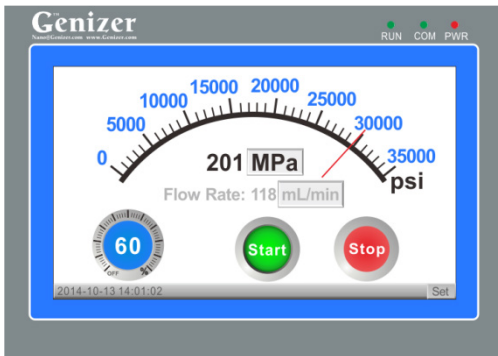 Genizer
Nano@Genizer.com www.Genizer.com
RUN COM PWR
0 5000 10000 15000 20000 25000 30000 35000
psi
201 MPa
Flow Rate: 118 mL/min
60
OFF
Start
Stop
2014-10-13 14:01:02
Set